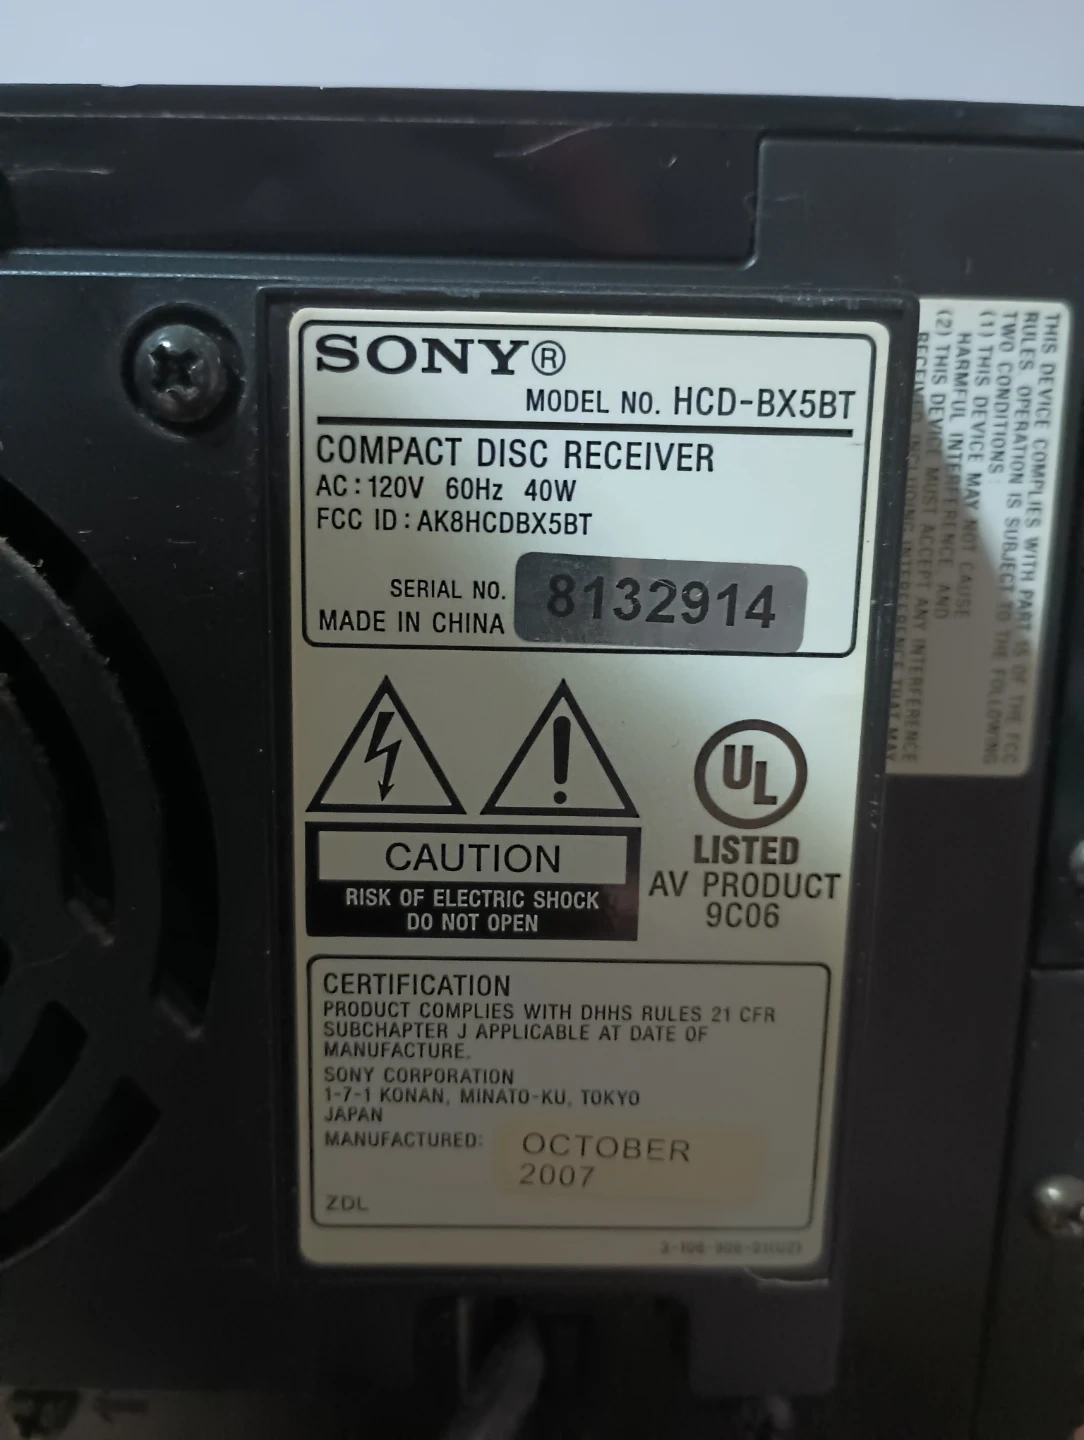 SONY®
MODEL NO. HCD-BX5BT
COMPACT DISC RECEIVER
AC : 120V 60Hz 40W
FCC ID : AK8HCDBX5BT
SERIAL NO. 8132914
MADE IN CHINA
CAUTION
RISK OF ELECTRIC SHOCK
DO NOT OPEN
UL
LISTED
AV PRODUCT
9C06
CERTIFICATION
PRODUCT COMPLIES WITH DHHS RULES 21 CFR
SUBCHAPTER J APPLICABLE AT DATE OF
MANUFACTURE.
SONY CORPORATION
1-7-1 KONAN, MINATO-KU, TOKYO
JAPAN
MANUFACTURED: OCTOBER
2007
ZDL
THIS DEVICE COMPLIES WITH PART 15 OF THE FCC
RULES. OPERATION IS SUBJECT TO THE FOLLOWING
TWO CONDITIONS :
(1) THIS DEVICE MAY NOT CAUSE
HARMFUL INTERFERENCE, AND
(2) THIS DEVICE MUST ACCEPT ANY INTERFERENCE
RECEIVED, INCLUDING INTERFERENCE THAT MAY